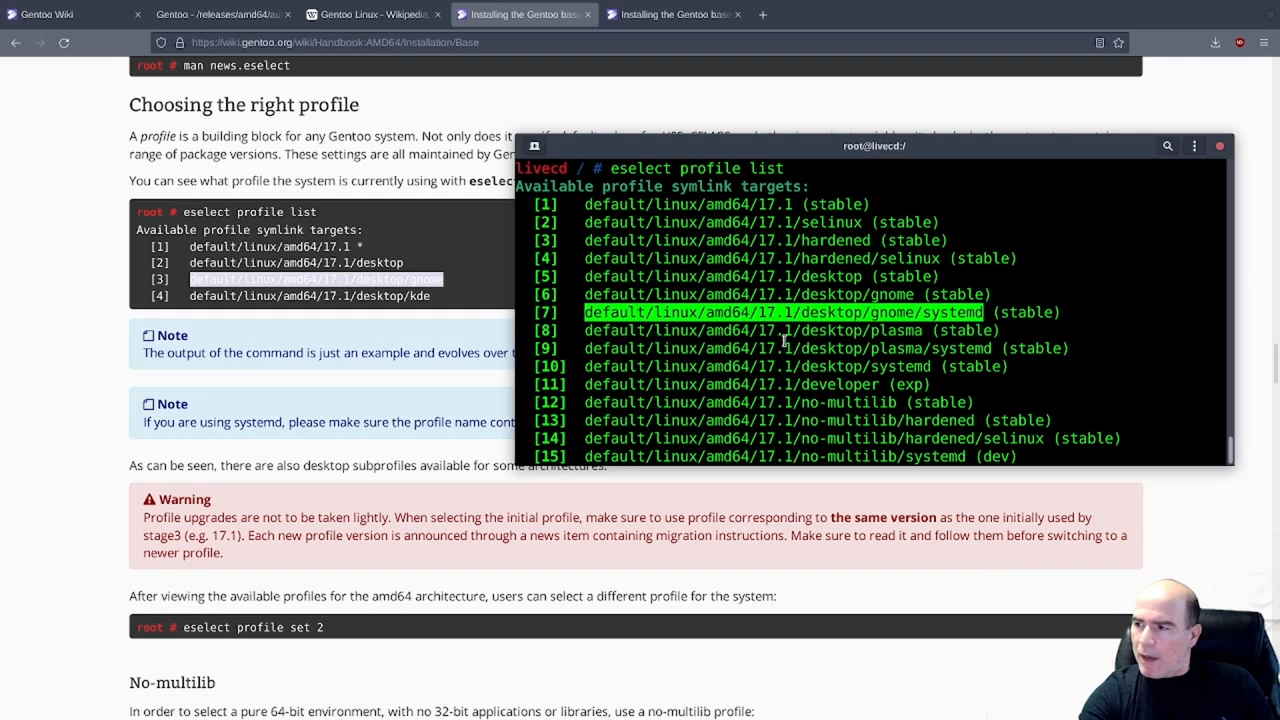 Gentoo Wiki
Gentoo - /releases/amd64/au
Gentoo Linux - Wikipedia,
Installing the Gentoo base
Installing the Gentoo base
https://wiki.gentoo.org/wiki/Handbook:AMD64/Installation/Base
root # man news.eselect
Choosing the right profile
A profile is a building block for any Gentoo system. Not only does it
range of package versions. These settings are all maintained by Gen
You can see what profile the system is currently using with eselec
root # eselect profile list
Available profile symlink targets:
[1] default/linux/amd64/17.1 *
[2] default/linux/amd64/17.1/desktop
[3] default/linux/amd64/17.1/desktop/gnome
[4] default/linux/amd64/17.1/desktop/kde
Note
The output of the command is just an example and evolves over t
Note
If you are using systemd, please make sure the profile name cont
As can be seen, there are also desktop subprofiles available for some architectures.
root@livecd:/
livecd / # eselect profile list
Available profile symlink targets:
[1] default/linux/amd64/17.1 (stable)
[2] default/linux/amd64/17.1/selinux (stable)
[3] default/linux/amd64/17.1/hardened (stable)
[4] default/linux/amd64/17.1/hardened/selinux (stable)
[5] default/linux/amd64/17.1/desktop (stable)
[6] default/linux/amd64/17.1/desktop/gnome (stable)
[7] default/linux/amd64/17.1/desktop/gnome/systemd (stable)
[8] default/linux/amd64/17.1/desktop/plasma (stable)
[9] default/linux/amd64/17.1/desktop/plasma/systemd (stable)
[10] default/linux/amd64/17.1/desktop/systemd (stable)
[11] default/linux/amd64/17.1/developer (exp)
[12] default/linux/amd64/17.1/no-multilib (stable)
[13] default/linux/amd64/17.1/no-multilib/hardened (stable)
[14] default/linux/amd64/17.1/no-multilib/hardened/selinux (stable)
[15] default/linux/amd64/17.1/no-multilib/systemd (dev)
Warning
Profile upgrades are not to be taken lightly. When selecting the initial profile, make sure to use profile corresponding to the same version as the one initially used by
stage3 (e.g. 17.1). Each new profile version is announced through a news item containing migration instructions. Make sure to read it and follow them before switching to a
newer profile.
After viewing the available profiles for the amd64 architecture, users can select a different profile for the system:
root # eselect profile set 2
No-multilib
In order to select a pure 64-bit environment, with no 32-bit applications or libraries, use a no-multilib profile: